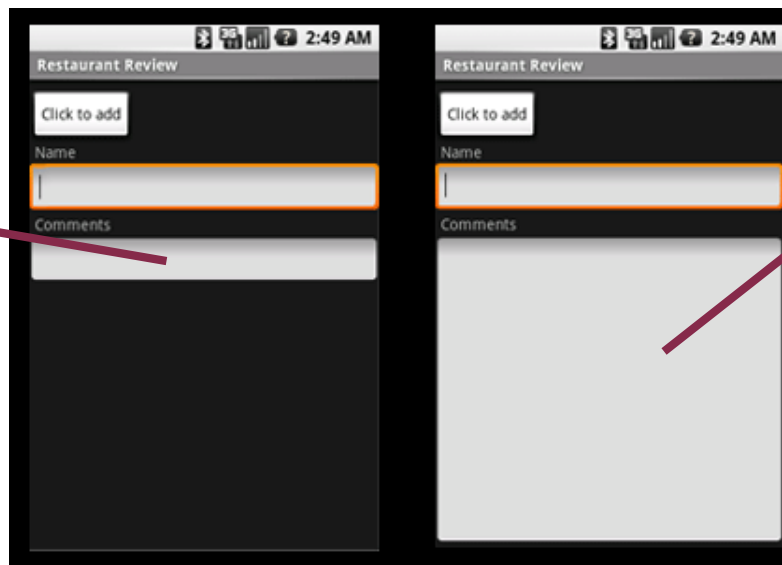 2:49 AM
Restaurant Review
Click to add
Name
Comments
2:49 AM
Restaurant Review
Click to add
Name
Comments